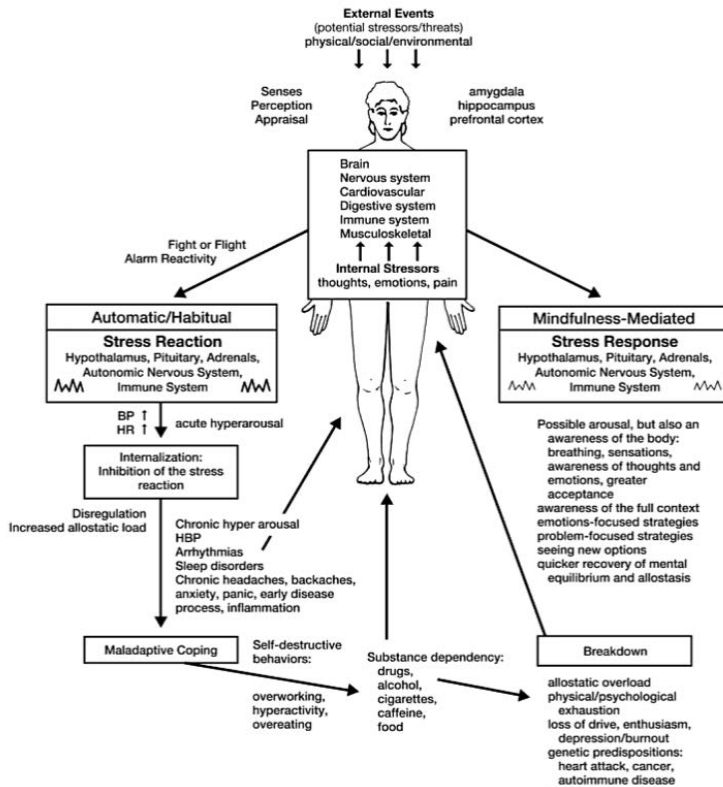 External Events
(potential stressors/threats)
physical/social/environmental
Senses
Perception
Appraisal
amygdala
hippocampus
prefrontal cortex
Brain
Nervous system
Cardiovascular
Digestive system
Immune system
Musculoskeletal
Internal Stressors
thoughts, emotions, pain
Fight or Flight
Alarm Reactivity
Automatic/Habitual
Stress Reaction
Hypothalamus, Pituitary, Adrenals,
Autonomic Nervous System,
Immune System
Mindfulness-Mediated
Stress Response
Hypothalamus, Pituitary, Adrenals,
Autonomic Nervous System,
Immune System
BP ↑
HR ↑
acute hyperarousal
Internalization:
Inhibition of the stress
reaction
Disregulation
Increased allostatic load
Chronic hyper arousal
HBP
Arrhythmias
Sleep disorders
Chronic headaches, backaches,
anxiety, panic, early disease
process, inflammation
Possible arousal, but also an
awareness of the body:
breathing, sensations,
awareness of thoughts and
emotions, greater
acceptance
awareness of the full context
emotions-focused strategies
problem-focused strategies
seeing new options
quicker recovery of mental
equilibrium and allostasis
Maladaptive Coping
Self-destructive
behaviors:
overworking,
hyperactivity,
overeating
Substance dependency:
drugs,
alcohol,
cigarettes,
caffeine,
food
Breakdown
allostatic overload
physical/psychological
exhaustion
loss of drive, enthusiasm,
depression/burnout
genetic predispositions:
heart attack, cancer,
autoimmune disease